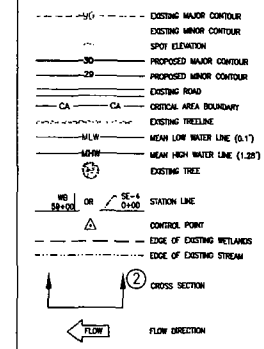 90 EXISTING MAJOR CONTOUR
EXISTING MINOR CONTOUR
SPOT ELEVATION
30 PROPOSED MAJOR CONTOUR
29 PROPOSED MINOR CONTOUR
EXISTING ROAD
CA CA CRITICAL AREA BOUNDARY
EXISTING TREELINE
MLW MEAN LOW WATER LINE (0.1')
MHW MEAN HIGH WATER LINE (1.28')
EXISTING TREE
WB 59+00 OR SE-4 0+00 STATION LINE
CONTROL POINT
EDGE OF EXISTING WETLANDS
EDGE OF EXISTING STREAM
2 CROSS SECTION
FLOW FLOW DIRECTION